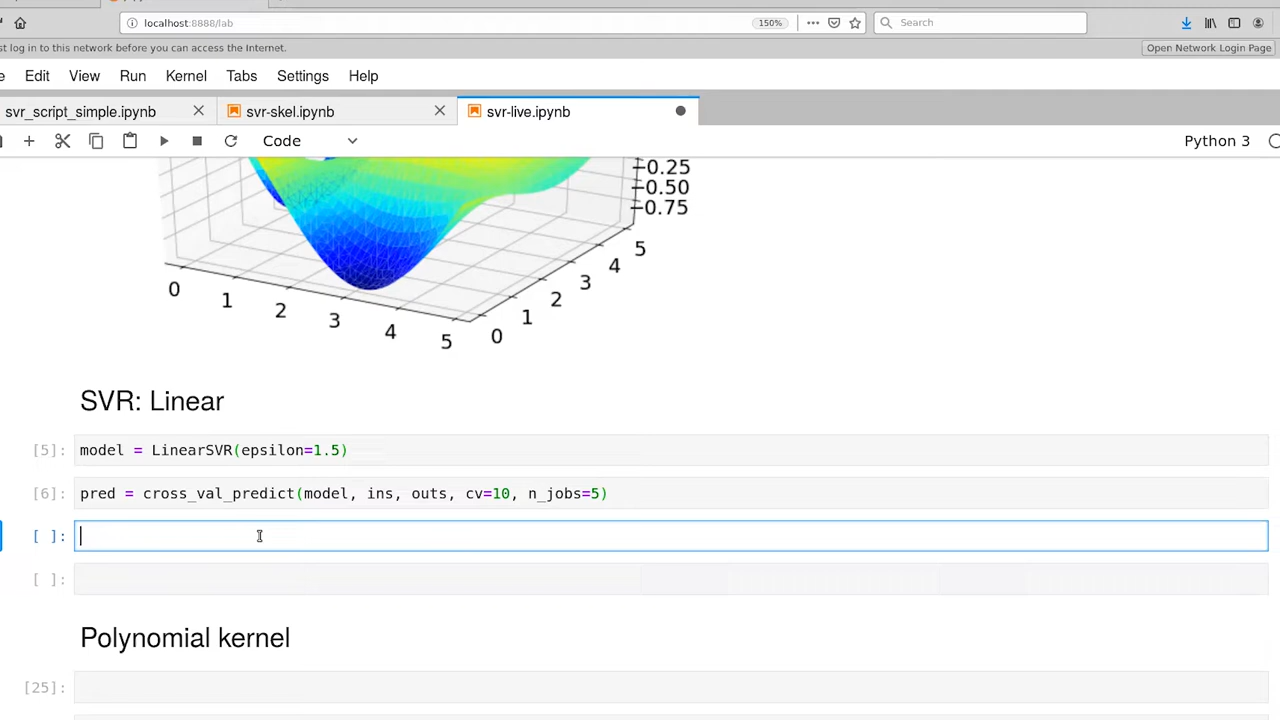 localhost:8888/lab 150% Search
st log in to this network before you can access the Internet. Open Network Login Page
e Edit View Run Kernel Tabs Settings Help
svr_script_simple.ipynb svr-skel.ipynb svr-live.ipynb
Code Python 3
−0.25
−0.50
−0.75
0 1 2 3 4 5
0 1 2 3 4 5
SVR: Linear
[5]: model = LinearSVR(epsilon=1.5)
[6]: pred = cross_val_predict(model, ins, outs, cv=10, n_jobs=5)
[ ]:
[ ]:
Polynomial kernel
[25]: